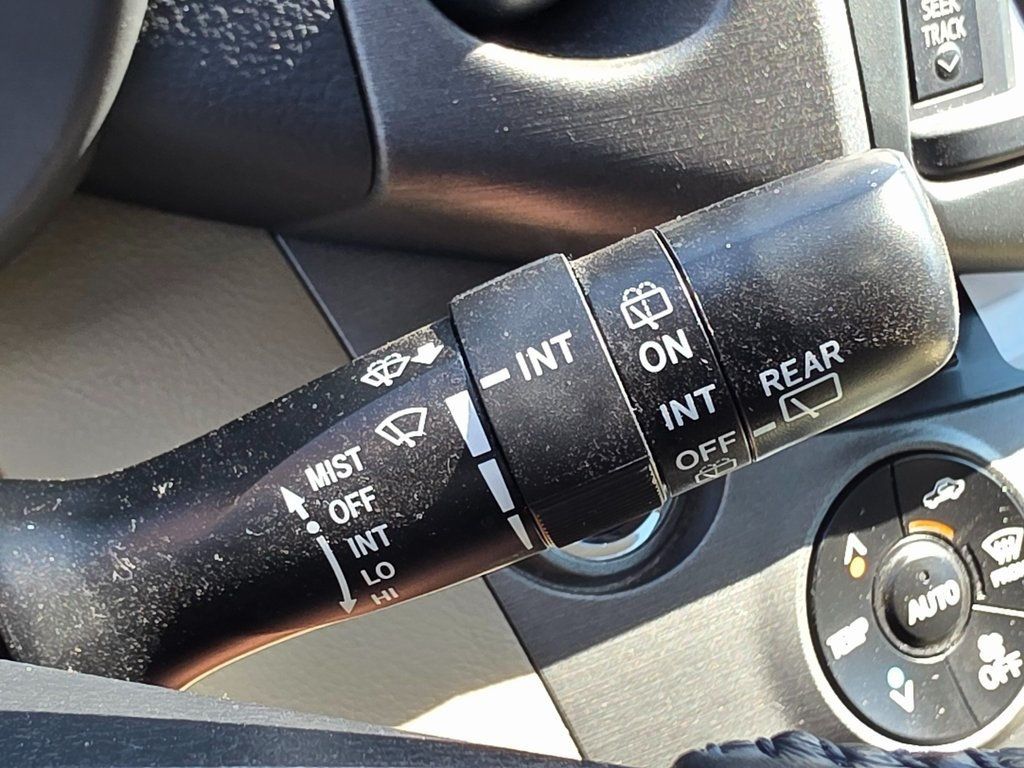 SEEK
TRACK
INT
ON
INT
OFF
REAR
MIST
OFF
INT
LO
HI
AUTO
TEMP
OFF